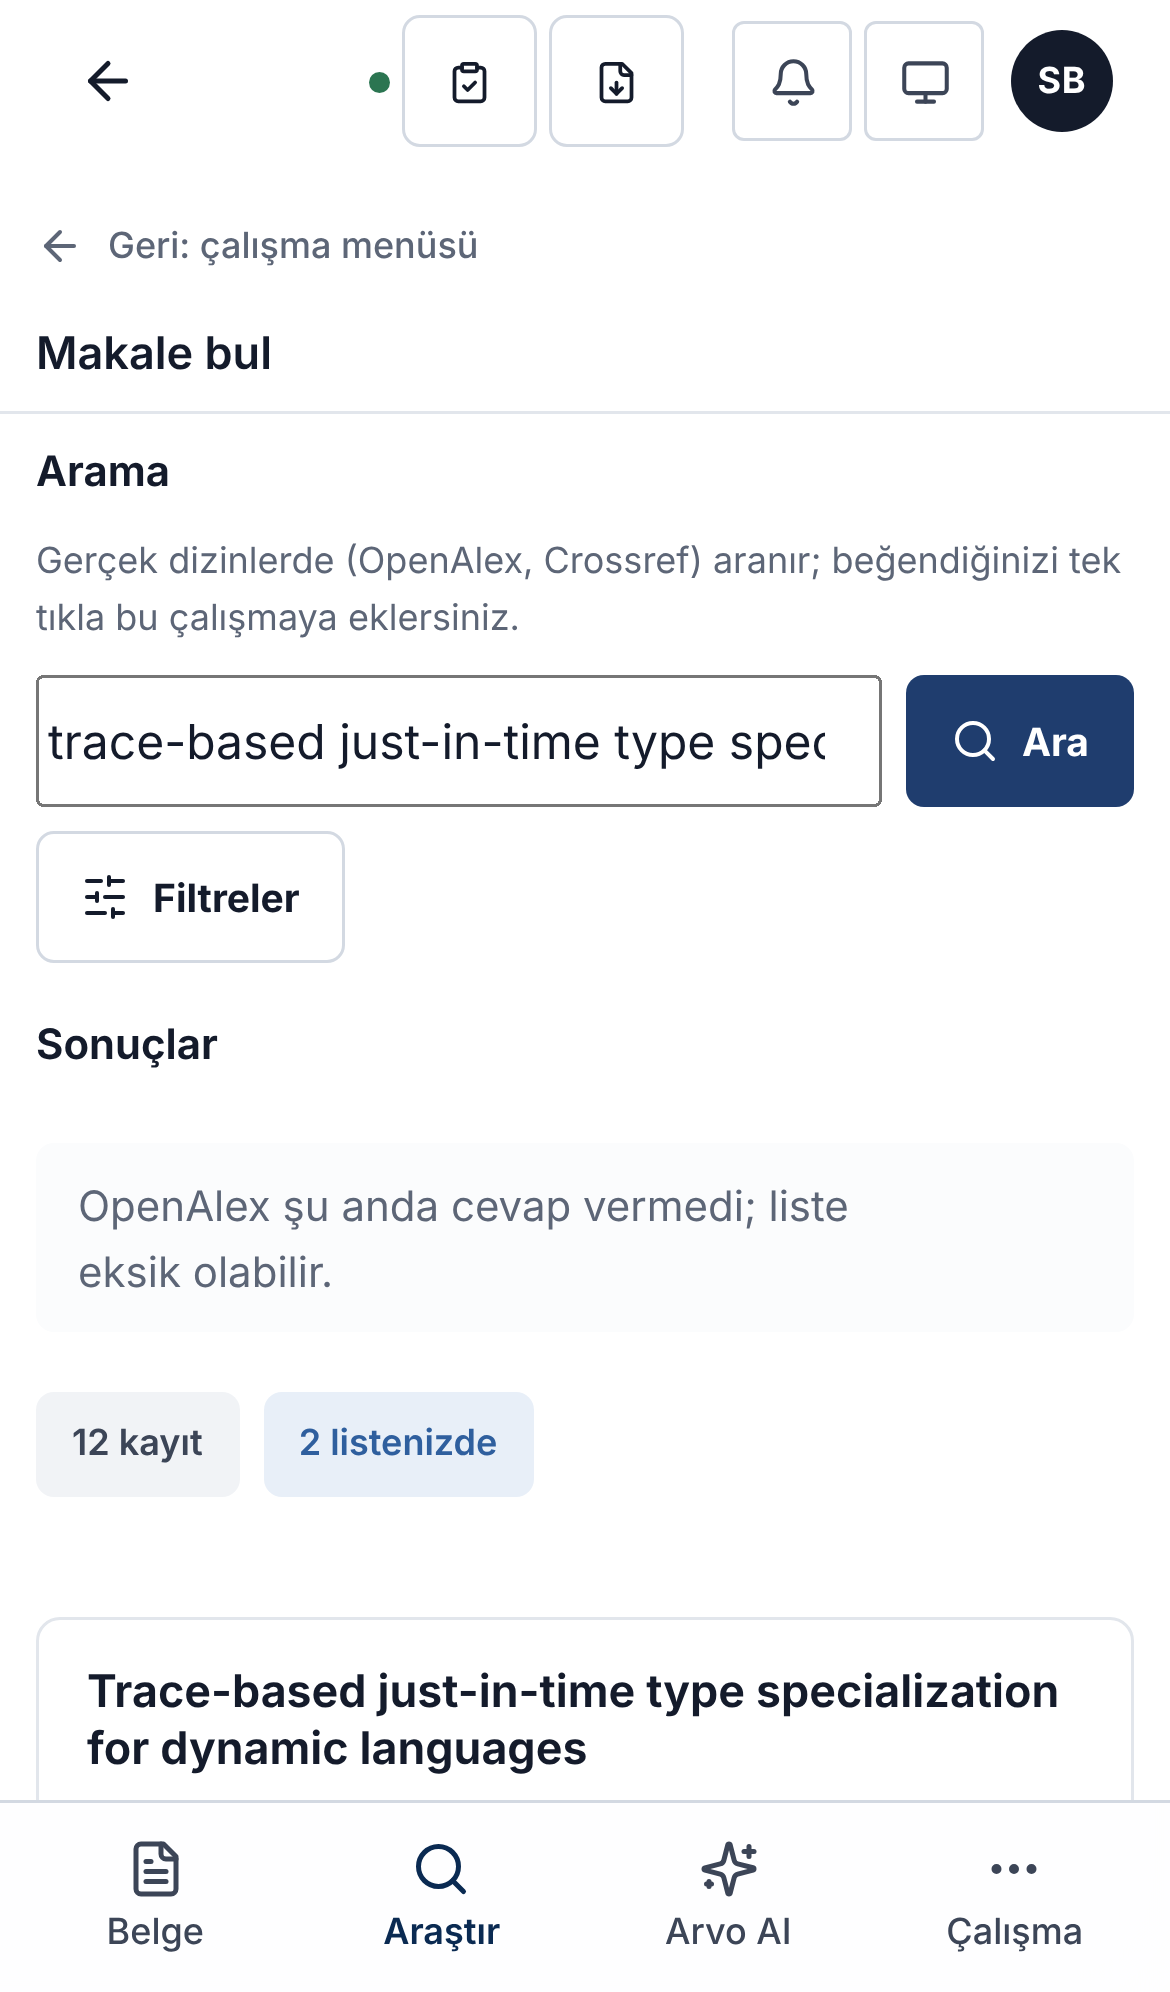 SB
Geri: çalışma menüsü
Makale bul
Arama
Gerçek dizinlerde (OpenAlex, Crossref) aranır; beğendiğinizi tek
tıkla bu çalışmaya eklersiniz.
trace-based just-in-time type spec
Ara
Filtreler
Sonuçlar
OpenAlex şu anda cevap vermedi; liste
eksik olabilir.
12 kayıt
2 listenizde
Trace-based just-in-time type specialization
for dynamic languages
Belge
Araştır
Arvo AI
Çalışma